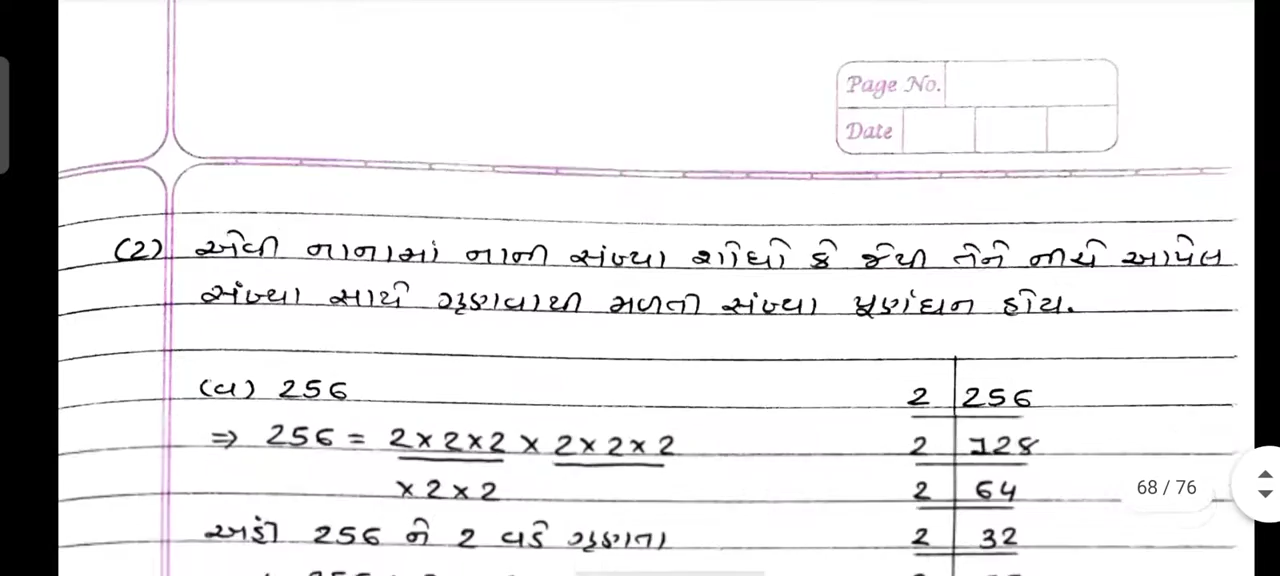 Page No.
Date
(2) એવી નાનામાં નાની સંખ્યા શોધો કે જેથી તેને નીચે આપેલ
સંખ્યા સાથે ગુણવાથી મળતી સંખ્યા પૂર્ણઘન હોય.
(વ) 256
⇒ 256 = 2 × 2 × 2 × 2 × 2 × 2
× 2 × 2
અહીં 256 ને 2 વડે ગુણતા
2 256
2 128
2 64
2 32
68 / 76